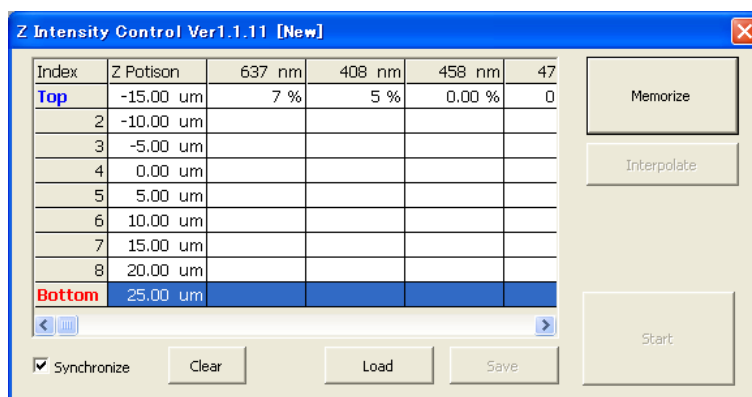 Z Intensity Control Ver1.1.11 [New]
Index Z Potison 637 nm 408 nm 458 nm 47
Top -15.00 um 7 % 5 % 0.00 % 0
2 -10.00 um
3 -5.00 um
4 0.00 um
5 5.00 um
6 10.00 um
7 15.00 um
8 20.00 um
Bottom 25.00 um
Memorize
Interpolate
Start
Synchronize Clear Load Save